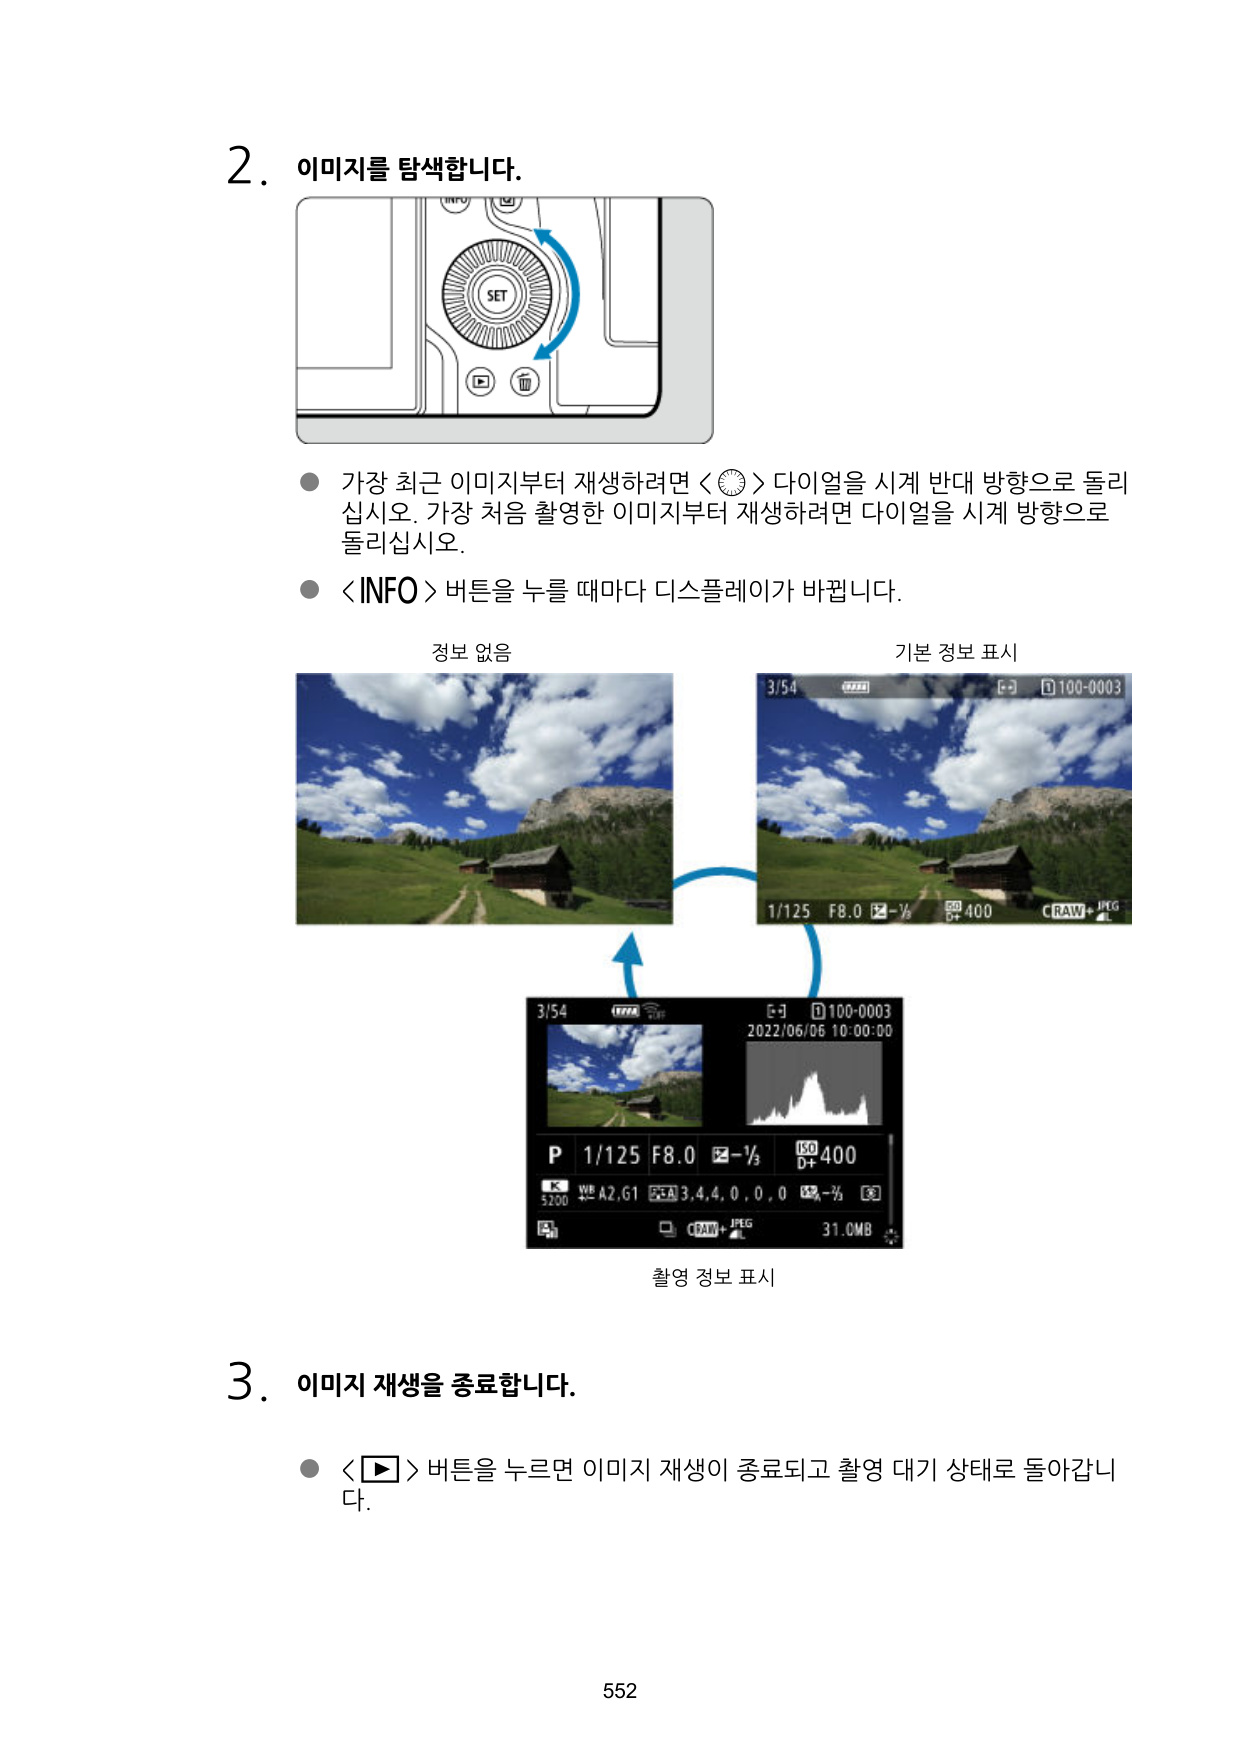 2. 이미지를 탐색합니다.
INFO
SET
● 가장 최근 이미지부터 재생하려면 < > 다이얼을 시계 반대 방향으로 돌리
십시오. 가장 처음 촬영한 이미지부터 재생하려면 다이얼을 시계 방향으로
돌리십시오.
● <INFO> 버튼을 누를 때마다 디스플레이가 바뀝니다.
정보 없음
기본 정보 표시
3/54 1 100-0003
1/125 F8.0 -⅓ ISO D+ 400 CRAW+JPEG L
3/54 OFF 1 100-0003
2022/06/06 10:00:00
P 1/125 F8.0 -⅓ ISO D+ 400
K 5200 WB +- A2,G1 A 3,4,4,0,0,0 -⅔
CRAW+JPEG L 31.0MB
촬영 정보 표시
3. 이미지 재생을 종료합니다.
● < > 버튼을 누르면 이미지 재생이 종료되고 촬영 대기 상태로 돌아갑니
다.
552